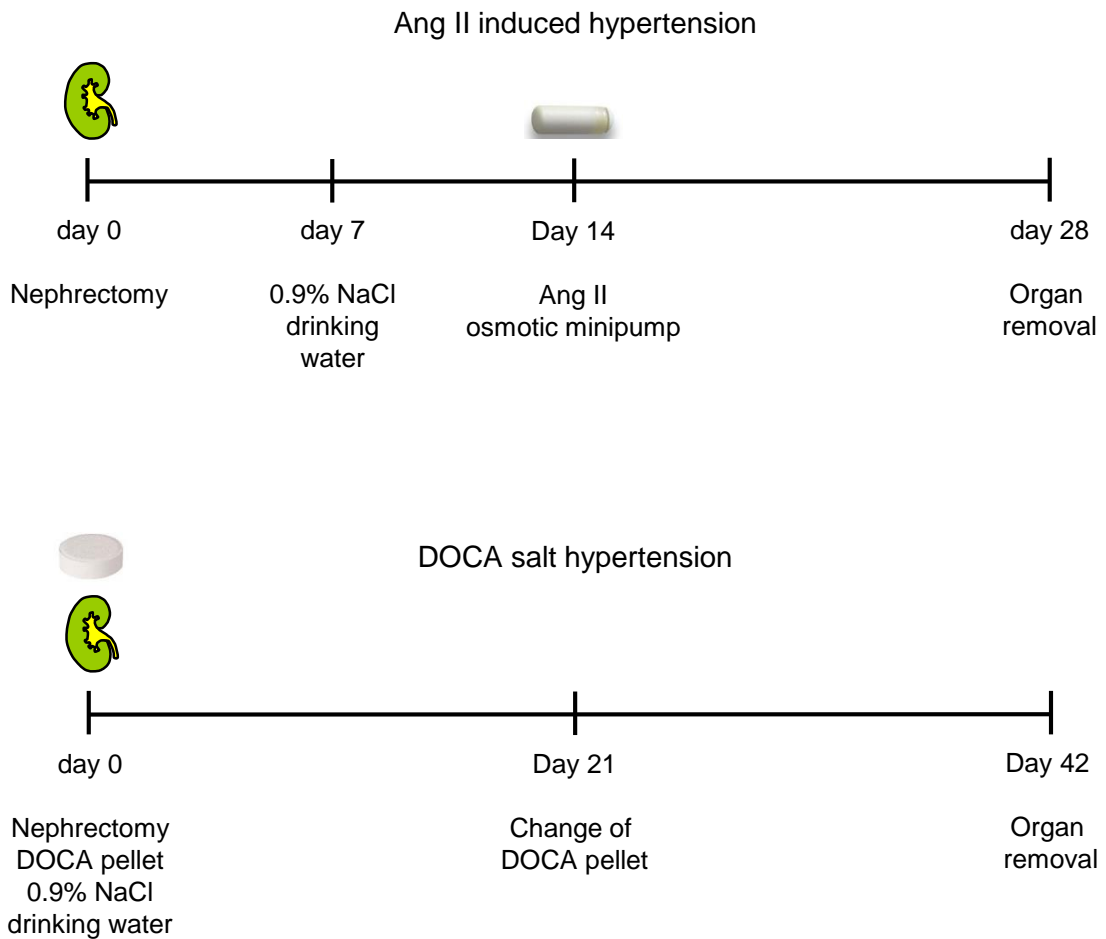 Ang II induced hypertension
day 0
day 7
Day 14
day 28
Nephrectomy
0.9% NaCl
drinking
water
Ang II
osmotic minipump
Organ
removal
DOCA salt hypertension
day 0
Day 21
Day 42
Nephrectomy
DOCA pellet
0.9% NaCl
drinking water
Change of
DOCA pellet
Organ
removal